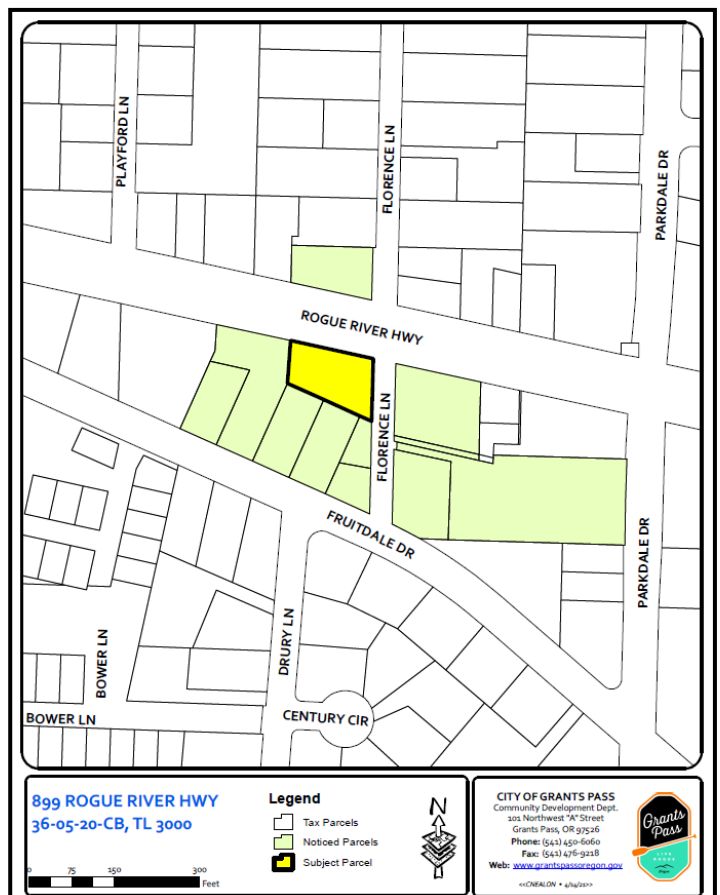 PLAYFORD LN
FLORENCE LN
PARKDALE DR
ROGUE RIVER HWY
FLORENCE LN
FRUITDALE DR
PARKDALE DR
DRURY LN
BOWER LN
BOWER LN
CENTURY CIR
899 ROGUE RIVER HWY
36-05-20-CB, TL 3000
0 75 150 300
Feet
Legend
Tax Parcels
Noticed Parcels
Subject Parcel
N
CITY OF GRANTS PASS
Community Development Dept.
101 Northwest "A" Street
Grants Pass, OR 97526
Phone: (541) 450-6060
Fax: (541) 476-9218
Web: www.grantspassoregon.gov
Grants
Pass